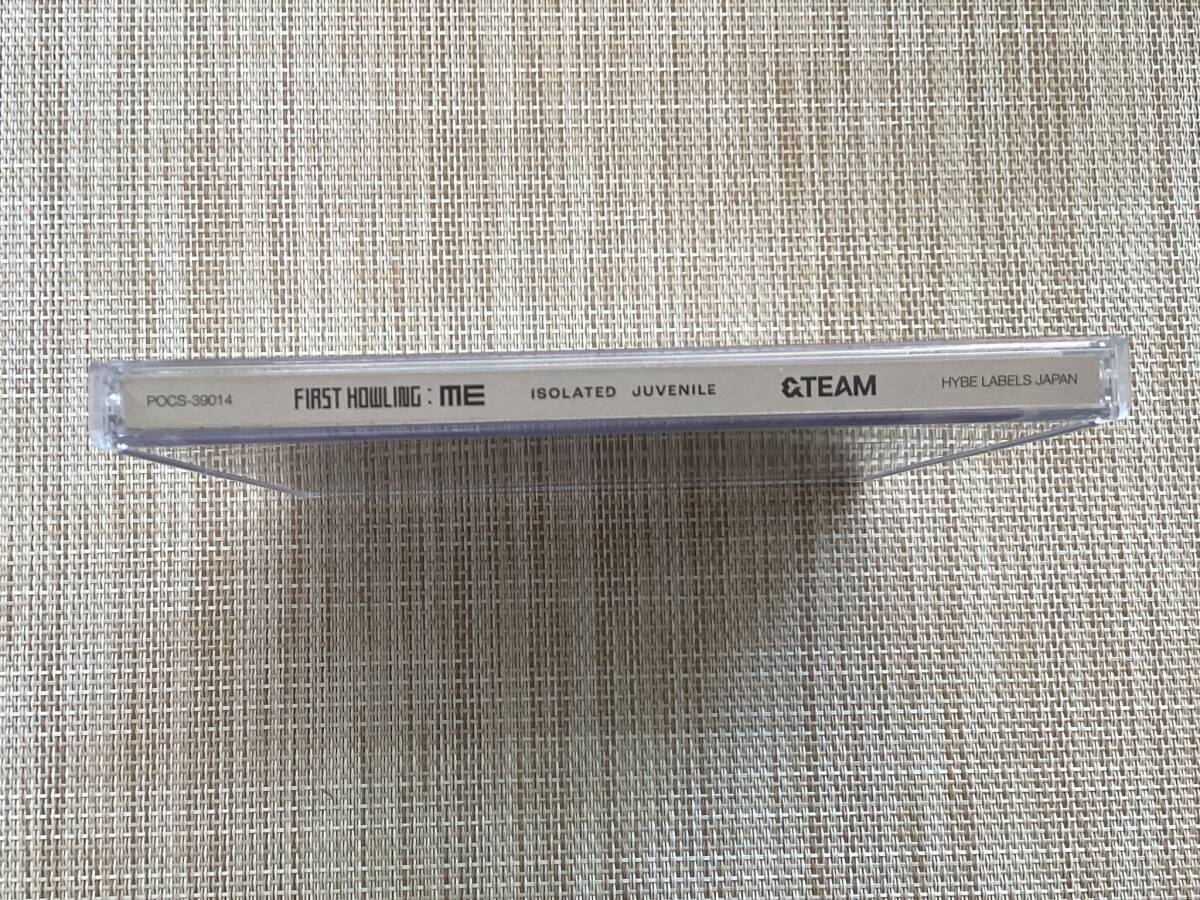 POCS-39014 FIRST HOWLING : ME ISOLATED JUVENILE &TEAM HYBE LABELS JAPAN